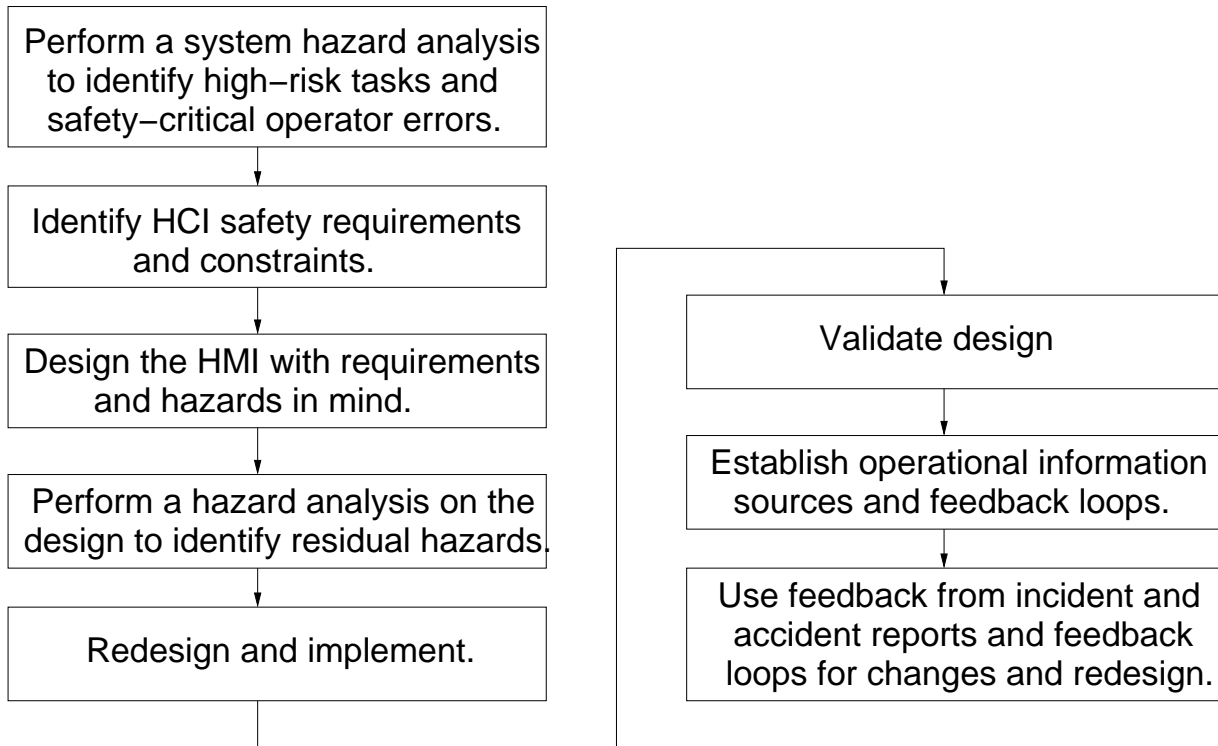 Perform a system hazard analysis
to identify high−risk tasks and
safety−critical operator errors.
Identify HCI safety requirements
and constraints.
Design the HMI with requirements
and hazards in mind.
Perform a hazard analysis on the
design to identify residual hazards.
Redesign and implement.
Validate design
Establish operational information
sources and feedback loops.
Use feedback from incident and
accident reports and feedback
loops for changes and redesign.